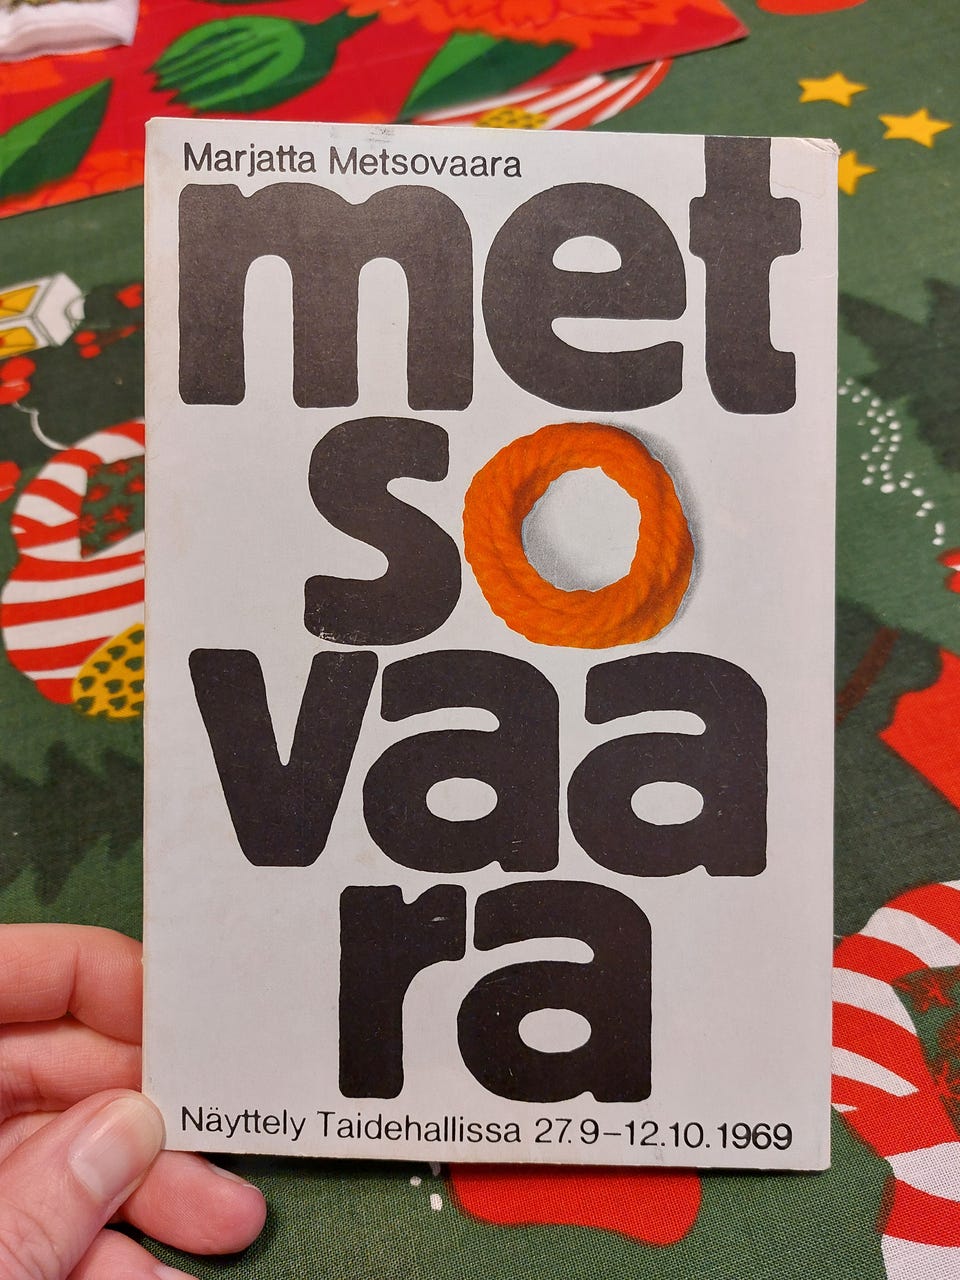 Marjatta Metsovaara
met
so
vaa
ra
Näyttely Taidehallissa 27.9–12.10.1969